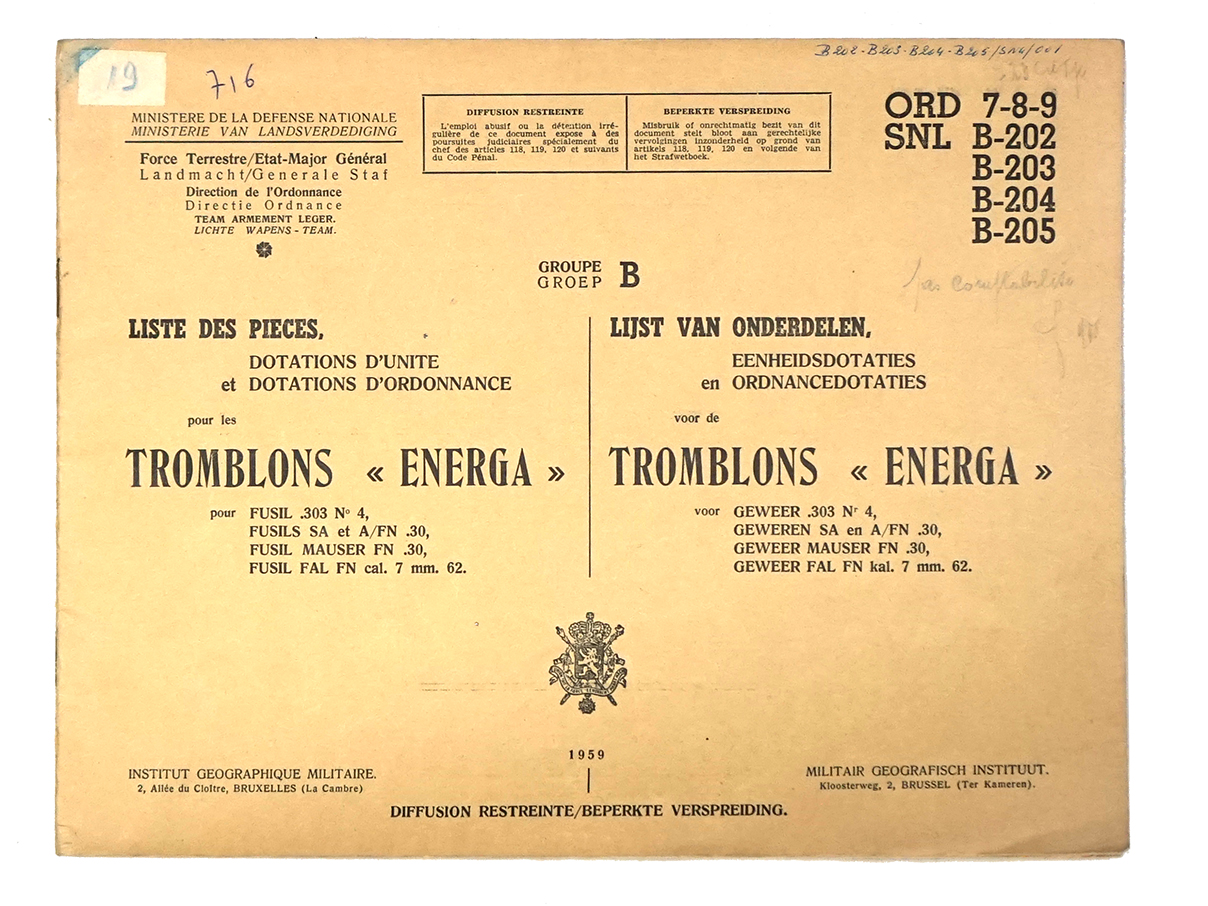 B202-B203-B204-B205/SNL/001
19
716
MINISTERE DE LA DEFENSE NATIONALE
MINISTERIE VAN LANDSVERDEDIGING
Force Terrestre/Etat-Major Général
Landmacht/Generale Staf
Direction de l'Ordonnance
Directie Ordnance
TEAM ARMEMENT LEGER.
LICHTE WAPENS - TEAM.
DIFFUSION RESTREINTE
L'emploi abusif ou la détention irré-
gulière de ce document expose à des
poursuites judiciaires spécialement du
chef des articles 118, 119, 120 et suivants
du Code Pénal.
BEPERKTE VERSPREIDING
Misbruik of onrechtmatig bezit van dit
document stelt bloot aan gerechtelijke
vervolgingen inzonderheid op grond van
artikels 118, 119, 120 en volgende van
het Strafwetboek.
ORD 7-8-9
SNL B-202
B-203
B-204
B-205
pas comptabilisé
GROUPE
GROEP B
LISTE DES PIECES,
DOTATIONS D'UNITE
et DOTATIONS D'ORDONNANCE
pour les
TROMBLONS « ENERGA »
pour FUSIL .303 Nº 4,
FUSILS SA et A/FN .30,
FUSIL MAUSER FN .30,
FUSIL FAL FN cal. 7 mm. 62.
LIJST VAN ONDERDELEN,
EENHEIDSDOTATIES
en ORDNANCEDOTATIES
voor de
TROMBLONS « ENERGA »
voor GEWEER .303 Nʳ 4,
GEWEREN SA en A/FN .30,
GEWEER MAUSER FN .30,
GEWEER FAL FN kal. 7 mm. 62.
1959
INSTITUT GEOGRAPHIQUE MILITAIRE.
2, Allée du Cloître, BRUXELLES (La Cambre)
MILITAIR GEOGRAFISCH INSTITUUT.
Kloosterweg, 2, BRUSSEL (Ter Kameren).
DIFFUSION RESTREINTE/BEPERKTE VERSPREIDING.